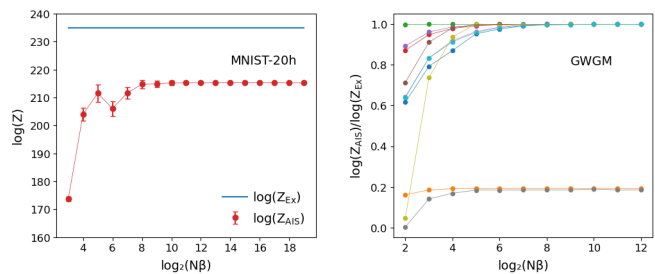 240
230
220
210
200
190
180
170
160
log(Z)
MNIST-20h
log(Z_Ex)
log(Z_AIS)
4 6 8 10 12 14 16 18
log₂(Nβ)
1.0
0.8
0.6
0.4
0.2
0.0
log(Z_AIS)/log(Z_Ex)
GWGM
2 4 6 8 10 12
log₂(Nβ)